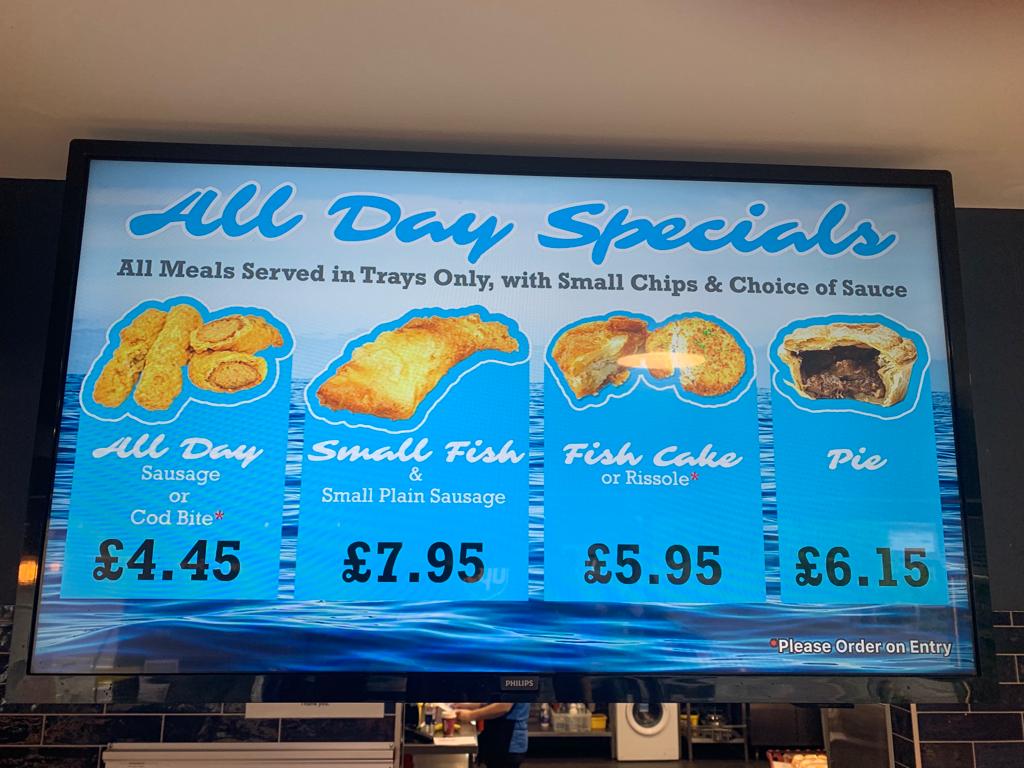 All Day Specials
All Meals Served in Trays Only, with Small Chips & Choice of Sauce
All Day
Sausage
or
Cod Bite*
£4.45
Small Fish
&
Small Plain Sausage
£7.95
Fish Cake
or Rissole*
£5.95
Pie
£6.15
*Please Order on Entry
PHILIPS
Thank you.